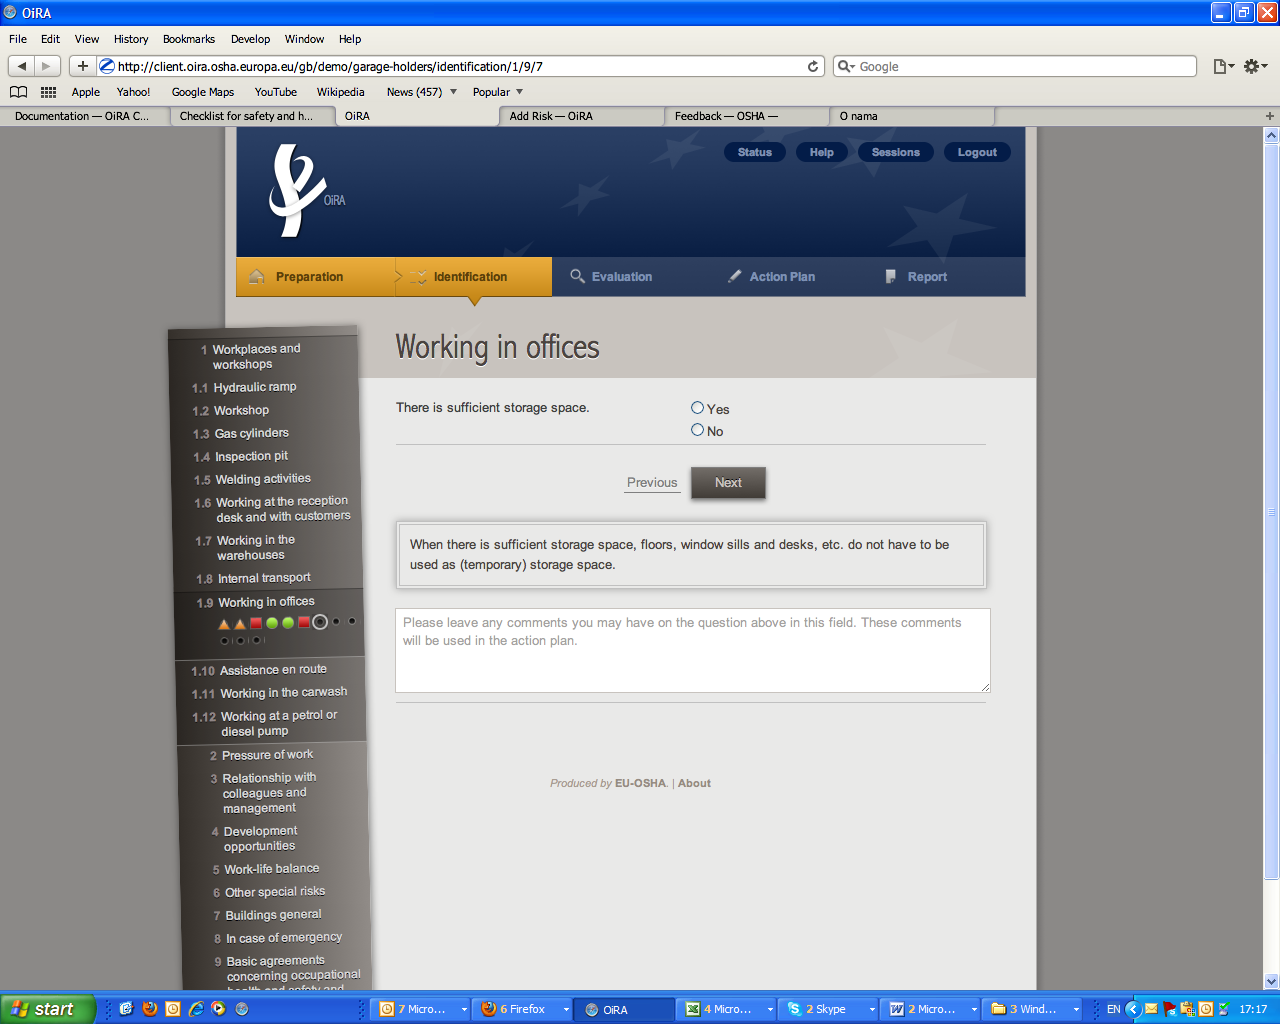 OiRA
File Edit View History Bookmarks Develop Window Help
http://client.oira.osha.europa.eu/gb/demo/garage-holders/identification/1/9/7
Google
Apple Yahoo! Google Maps YouTube Wikipedia News (457) Popular
Documentation — OiRA C... Checklist for safety and h... OiRA Add Risk — OiRA Feedback — OSHA — O nama
Status Help Sessions Logout
OiRA
Preparation Identification Evaluation Action Plan Report
Working in offices
1 Workplaces and
workshops
1.1 Hydraulic ramp
1.2 Workshop
1.3 Gas cylinders
1.4 Inspection pit
1.5 Welding activities
1.6 Working at the reception
desk and with customers
1.7 Working in the
warehouses
1.8 Internal transport
1.9 Working in offices
1.10 Assistance en route
1.11 Working in the carwash
1.12 Working at a petrol or
diesel pump
2 Pressure of work
3 Relationship with
colleagues and
management
4 Development
opportunities
5 Work-life balance
6 Other special risks
7 Buildings general
8 In case of emergency
9 Basic agreements
concerning occupational
health and safety and
There is sufficient storage space.
Yes
No
Previous Next
When there is sufficient storage space, floors, window sills and desks, etc. do not have to be
used as (temporary) storage space.
Please leave any comments you may have on the question above in this field. These comments
will be used in the action plan.
Produced by EU-OSHA. | About
start 7 Micro... 6 Firefox OiRA 4 Micro... 2 Skype 2 Micro... 3 Wind... EN 17:17